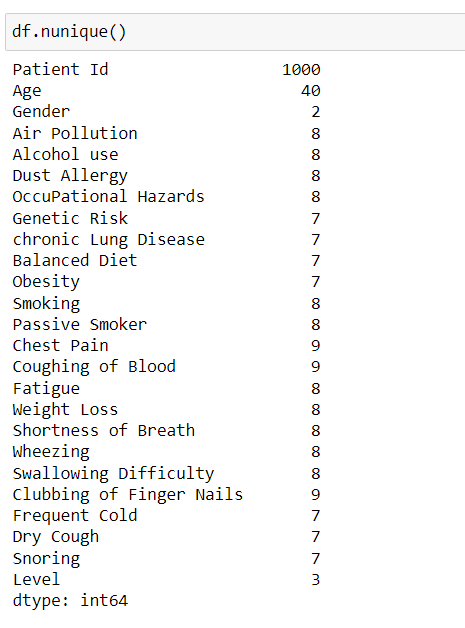 df.nunique()
Patient Id 1000
Age 40
Gender 2
Air Pollution 8
Alcohol use 8
Dust Allergy 8
OccuPational Hazards 8
Genetic Risk 7
chronic Lung Disease 7
Balanced Diet 7
Obesity 7
Smoking 8
Passive Smoker 8
Chest Pain 9
Coughing of Blood 9
Fatigue 8
Weight Loss 8
Shortness of Breath 8
Wheezing 8
Swallowing Difficulty 8
Clubbing of Finger Nails 9
Frequent Cold 7
Dry Cough 7
Snoring 7
Level 3
dtype: int64